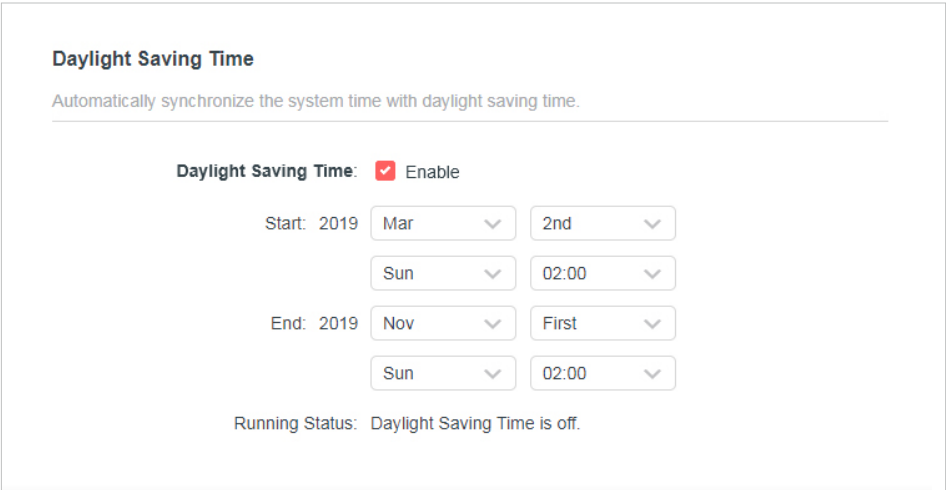 Daylight Saving Time
Automatically synchronize the system time with daylight saving time.
Daylight Saving Time: Enable
Start: 2019 Mar 2nd
Sun 02:00
End: 2019 Nov First
Sun 02:00
Running Status: Daylight Saving Time is off.